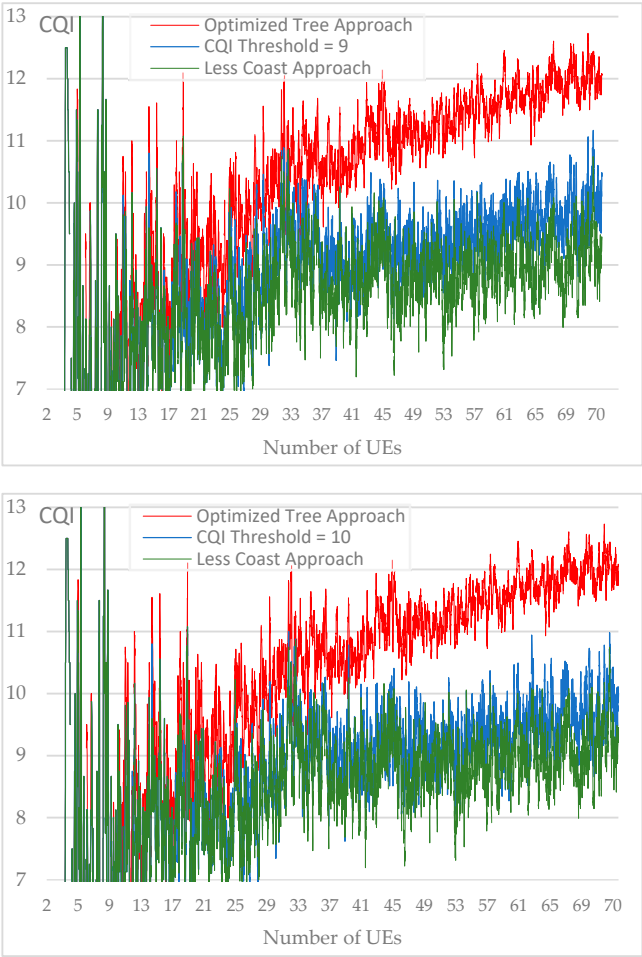 13
CQI
Optimized Tree Approach
CQI Threshold = 9
12
Less Coast Approach
11
10
9
8
7
2 5 9 13 17 21 25 29 33 37 41 45 49 53 57 61 65 69 70
Number of UEs
13
CQI
Optimized Tree Approach
CQI Threshold = 10
Less Coast Approach
12
11
10
9
8
7
2 5 9 13 17 21 25 29 33 37 41 45 49 53 57 61 65 69 70
Number of UEs